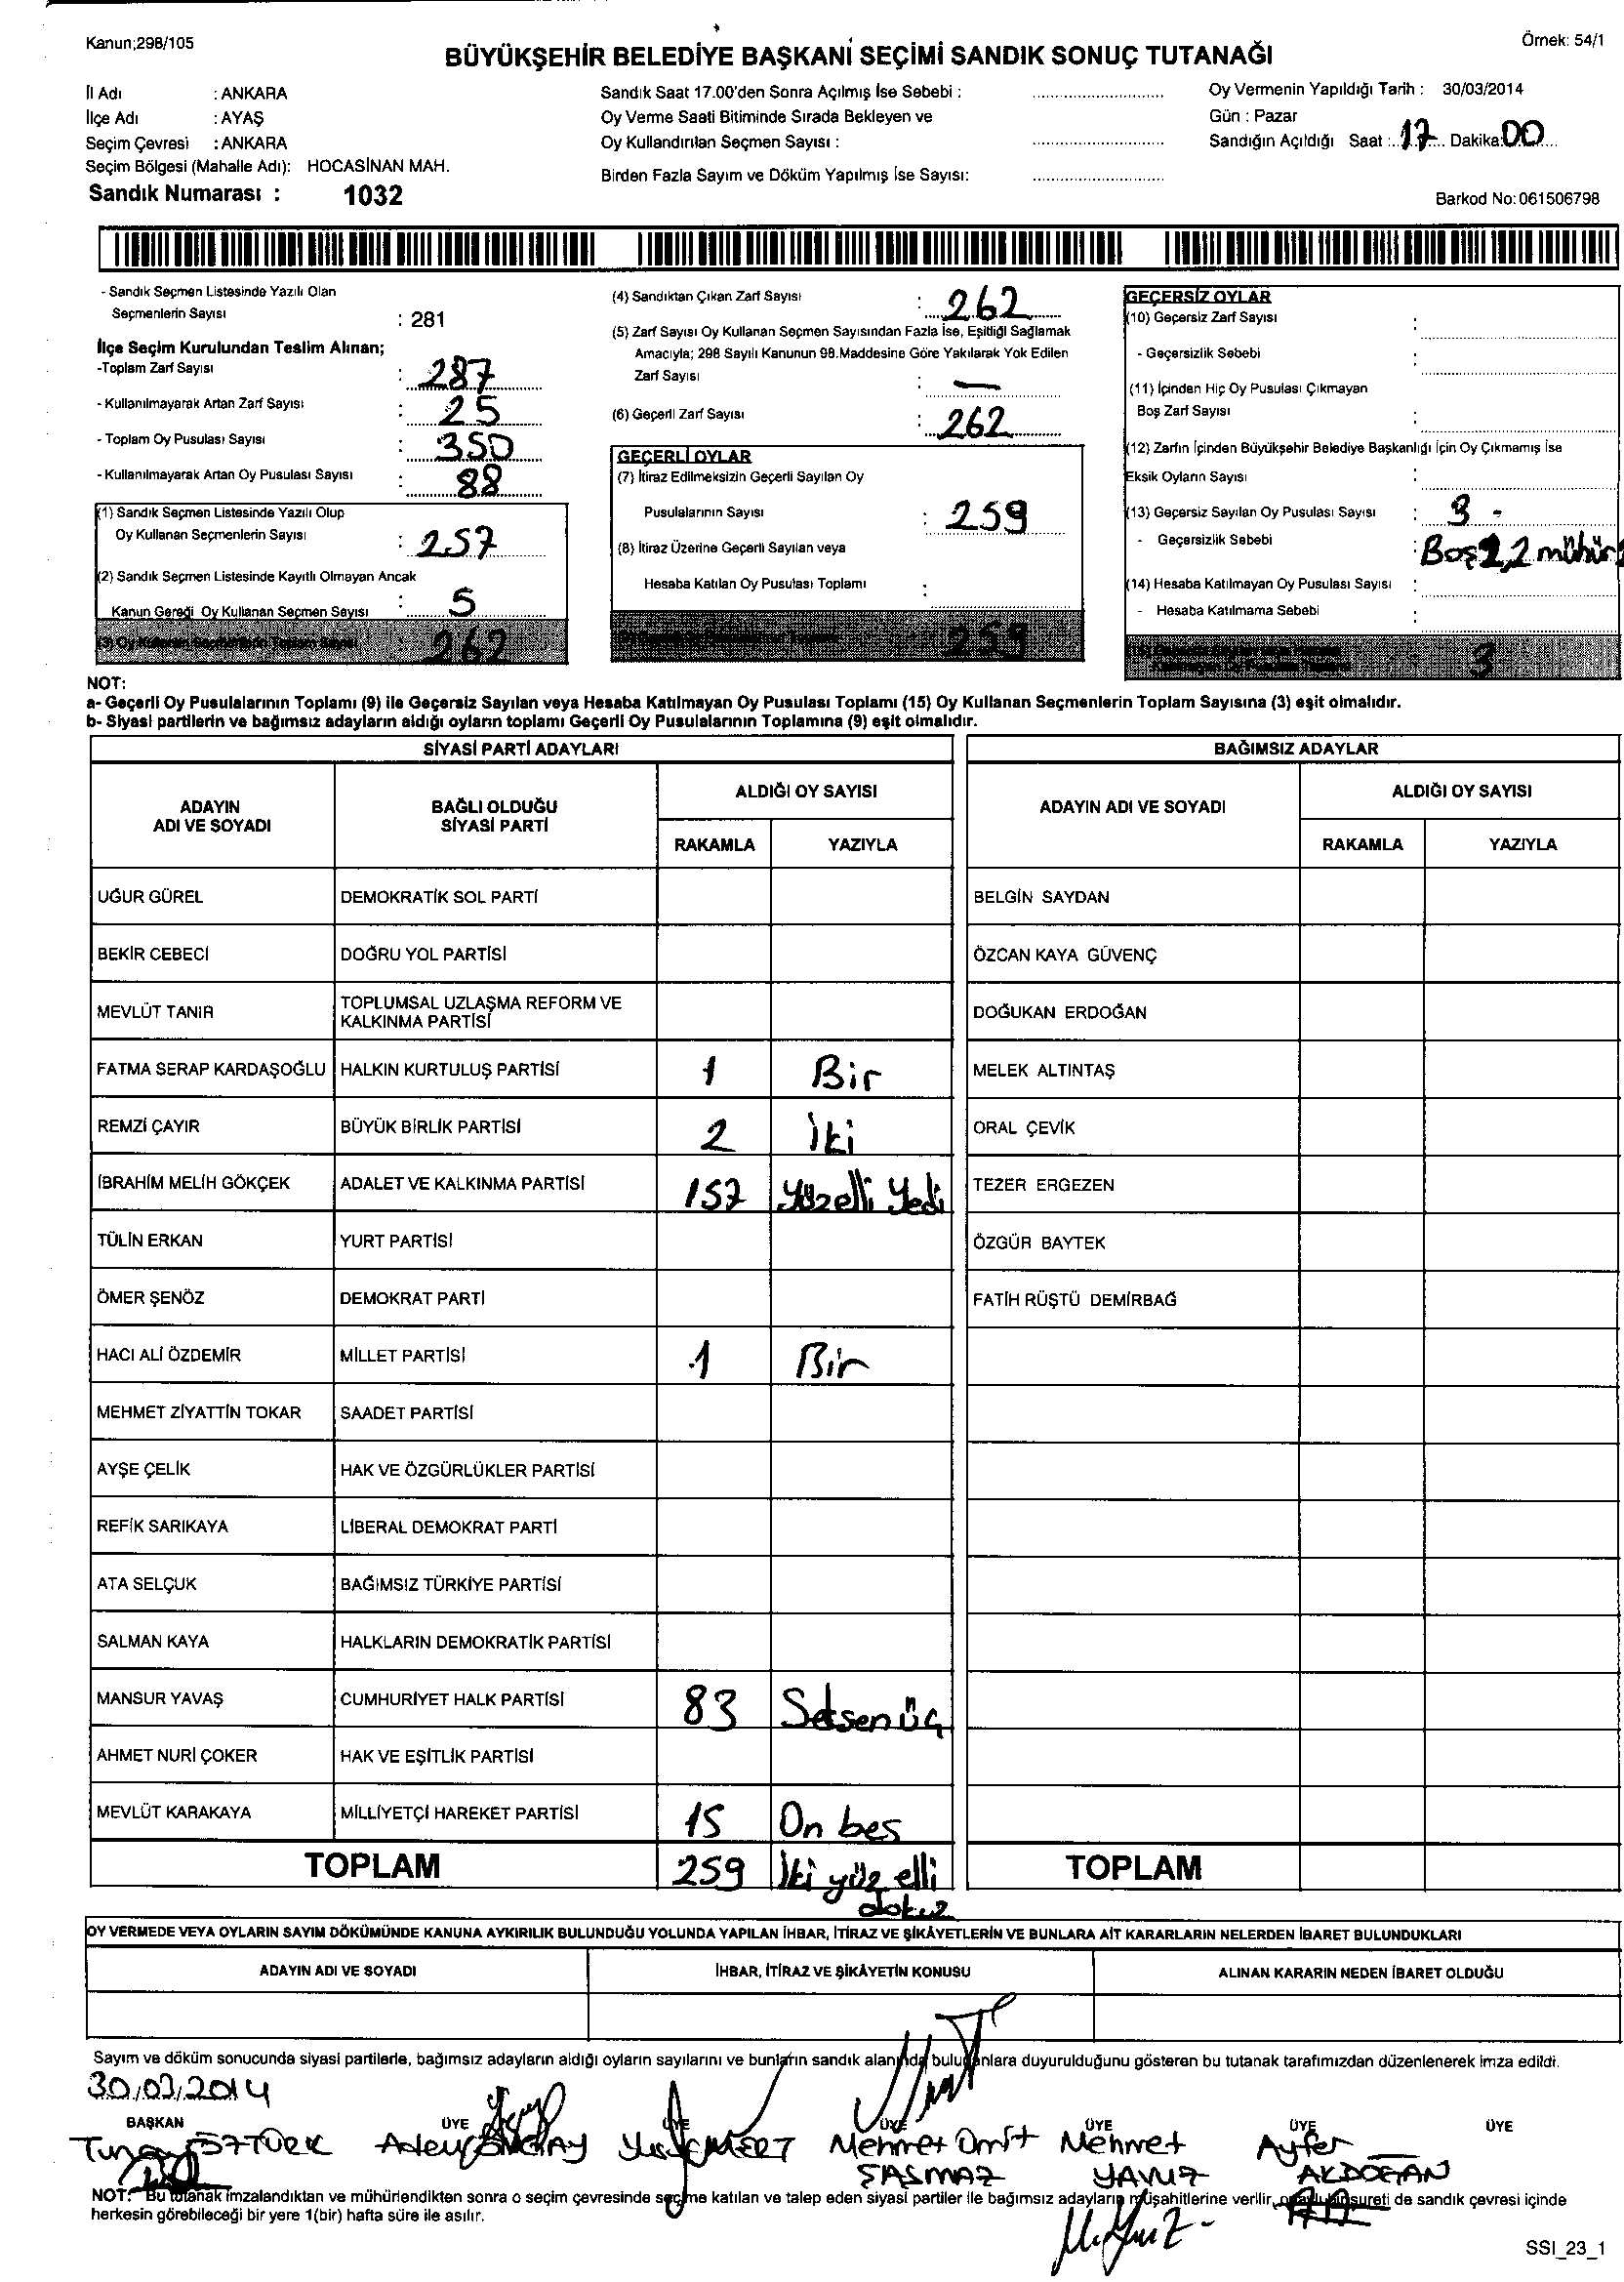 Kanun;298/105
Örnek: 54/1
BÜYÜKŞEHİR BELEDİYE BAŞKANI SEÇİMİ SANDIK SONUÇ TUTANAĞI
İl Adı : ANKARA
İlçe Adı : AYAŞ
Seçim Çevresi : ANKARA
Seçim Bölgesi (Mahalle Adı): HOCASİNAN MAH.
Sandık Numarası : 1032
Sandık Saat 17.00'den Sonra Açılmış İse Sebebi :
Oy Verme Saati Bitiminde Sırada Bekleyen ve
Oy Kullandırılan Seçmen Sayısı :
Birden Fazla Sayım ve Döküm Yapılmış İse Sayısı:
Oy Vermenin Yapıldığı Tarih : 30/03/2014
Gün : Pazar
Sandığın Açıldığı Saat : 17 Dakika: 00
Barkod No: 061506798
- Sandık Seçmen Listesinde Yazılı Olan
Seçmenlerin Sayısı : 281
İlçe Seçim Kurulundan Teslim Alınan;
-Toplam Zarf Sayısı : 287
- Kullanılmayarak Artan Zarf Sayısı : 25
- Toplam Oy Pusulası Sayısı : 350
- Kullanılmayarak Artan Oy Pusulası Sayısı : 88
(1) Sandık Seçmen Listesinde Yazılı Olup
Oy Kullanan Seçmenlerin Sayısı : 257
(2) Sandık Seçmen Listesinde Kayıtlı Olmayan Ancak
Kanun Gereği Oy Kullanan Seçmen Sayısı : 5
(3) Oy Kullanan Seçmenlerin Toplam Sayısı : 262
(4) Sandıktan Çıkan Zarf Sayısı : 262
(5) Zarf Sayısı Oy Kullanan Seçmen Sayısından Fazla İse, Eşitliği Sağlamak
Amacıyla; 298 Sayılı Kanunun 98.Maddesine Göre Yakılarak Yok Edilen
Zarf Sayısı : —
(6) Geçerli Zarf Sayısı : 262
GEÇERLİ OYLAR
(7) İtiraz Edilmeksizin Geçerli Sayılan Oy
Pusulalarının Sayısı : 259
(8) İtiraz Üzerine Geçerli Sayılan veya
Hesaba Katılan Oy Pusulası Toplamı :
259
GEÇERSİZ OYLAR
(10) Geçersiz Zarf Sayısı :
- Geçersizlik Sebebi :
(11) İçinden Hiç Oy Pusulası Çıkmayan
Boş Zarf Sayısı :
(12) Zarfın İçinden Büyükşehir Belediye Başkanlığı İçin Oy Çıkmamış İse
Eksik Oyların Sayısı :
(13) Geçersiz Sayılan Oy Pusulası Sayısı : 3 -
- Geçersizlik Sebebi : Boş 2 mühür
(14) Hesaba Katılmayan Oy Pusulası Sayısı :
- Hesaba Katılmama Sebebi :
3
NOT:
a- Geçerli Oy Pusulalarının Toplamı (9) ile Geçersiz Sayılan veya Hesaba Katılmayan Oy Pusulası Toplamı (15) Oy Kullanan Seçmenlerin Toplam Sayısına (3) eşit olmalıdır.
b- Siyasi partilerin ve bağımsız adayların aldığı oyların toplamı Geçerli Oy Pusulalarının Toplamına (9) eşit olmalıdır.
SİYASİ PARTİ ADAYLARI
ADAYIN ADI VE SOYADI
BAĞLI OLDUĞU SİYASİ PARTİ
ALDIĞI OY SAYISI
RAKAMLA YAZIYLA
UĞUR GÜREL DEMOKRATİK SOL PARTİ
BEKİR CEBECİ DOĞRU YOL PARTİSİ
MEVLÜT TANIR TOPLUMSAL UZLAŞMA REFORM VE
KALKINMA PARTİSİ
FATMA SERAP KARDAŞOĞLU HALKIN KURTULUŞ PARTİSİ 1 Bir
REMZİ ÇAYIR BÜYÜK BİRLİK PARTİSİ 2 İki
İBRAHİM MELİH GÖKÇEK ADALET VE KALKINMA PARTİSİ 157 Yüzelli Yedi
TÜLİN ERKAN YURT PARTİSİ
ÖMER ŞENÖZ DEMOKRAT PARTİ
HACI ALİ ÖZDEMİR MİLLET PARTİSİ 1 Bir
MEHMET ZİYATTİN TOKAR SAADET PARTİSİ
AYŞE ÇELİK HAK VE ÖZGÜRLÜKLER PARTİSİ
REFİK SARIKAYA LİBERAL DEMOKRAT PARTİ
ATA SELÇUK BAĞIMSIZ TÜRKİYE PARTİSİ
SALMAN KAYA HALKLARIN DEMOKRATİK PARTİSİ
MANSUR YAVAŞ CUMHURİYET HALK PARTİSİ 83 Seksen üç
AHMET NURİ ÇOKER HAK VE EŞİTLİK PARTİSİ
MEVLÜT KARAKAYA MİLLİYETÇİ HAREKET PARTİSİ 15 On beş
TOPLAM 259 İki yüz elli
dokuz
BAĞIMSIZ ADAYLAR
ADAYIN ADI VE SOYADI
ALDIĞI OY SAYISI
RAKAMLA YAZIYLA
BELGİN SAYDAN
ÖZCAN KAYA GÜVENÇ
DOĞUKAN ERDOĞAN
MELEK ALTINTAŞ
ORAL ÇEVİK
TEZER ERGEZEN
ÖZGÜR BAYTEK
FATİH RÜŞTÜ DEMİRBAĞ
TOPLAM
OY VERMEDE VEYA OYLARIN SAYIM DÖKÜMÜNDE KANUNA AYKIRILIK BULUNDUĞU YOLUNDA YAPILAN İHBAR, İTİRAZ VE ŞİKÂYETLERİN VE BUNLARA AİT KARARLARIN NELERDEN İBARET BULUNDUKLARI
ADAYIN ADI VE SOYADI İHBAR, İTİRAZ VE ŞİKÂYETİN KONUSU ALINAN KARARIN NEDEN İBARET OLDUĞU
Sayım ve döküm sonucunda siyasi partilerle, bağımsız adayların aldığı oyların sayılarını ve bunların sandık alanında bulunanlara duyurulduğunu gösteren bu tutanak tarafımızdan düzenlenerek imza edildi.
30/03/2014
BAŞKAN ÜYE ÜYE ÜYE ÜYE ÜYE ÜYE
MERT Mehmet Ümit Mehmet Ayfer
ŞAŞMAZ YAVUZ AKDOĞAN
NOT: Bu tutanak imzalandıktan ve mühürlendikten sonra o seçim çevresinde seçime katılan ve talep eden siyasi partiler ile bağımsız adayların müşahitlerine verilir, onaylı bir sureti de sandık çevresi içinde
herkesin görebileceği bir yere 1(bir) hafta süre ile asılır.
SSI_23_1